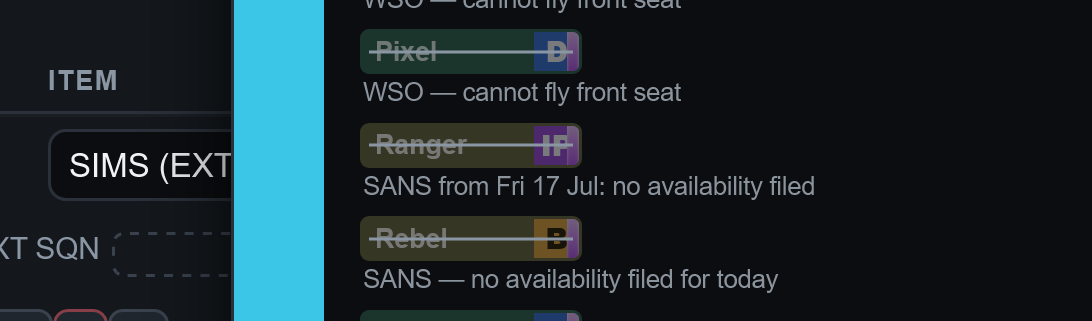 WSO — cannot fly front seat
Pixel D
ITEM
WSO — cannot fly front seat
Ranger IP
SIMS (EXT
SANS from Fri 17 Jul: no availability filed
Rebel B
XT SQN
SANS — no availability filed for today